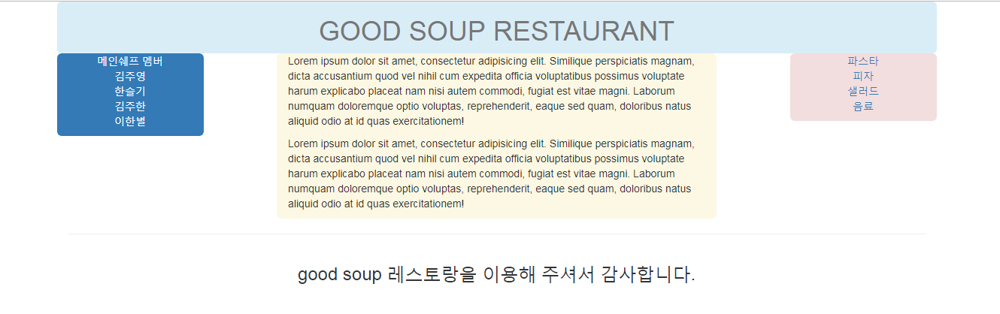 GOOD SOUP RESTAURANT
메인쉐프 멤버
김주영
한슬기
김주한
이한별
Lorem ipsum dolor sit amet, consectetur adipisicing elit. Similique perspiciatis magnam,
dicta accusantium quod vel nihil cum expedita officia voluptatibus possimus voluptate
harum explicabo placeat nam nisi autem commodi, fugiat est vitae magni. Laborum
numquam doloremque optio voluptas, reprehenderit, eaque sed quam, doloribus natus
aliquid odio at id quas exercitationem!
Lorem ipsum dolor sit amet, consectetur adipisicing elit. Similique perspiciatis magnam,
dicta accusantium quod vel nihil cum expedita officia voluptatibus possimus voluptate
harum explicabo placeat nam nisi autem commodi, fugiat est vitae magni. Laborum
numquam doloremque optio voluptas, reprehenderit, eaque sed quam, doloribus natus
aliquid odio at id quas exercitationem!
파스타
피자
샐러드
음료
good soup 레스토랑을 이용해 주셔서 감사합니다.